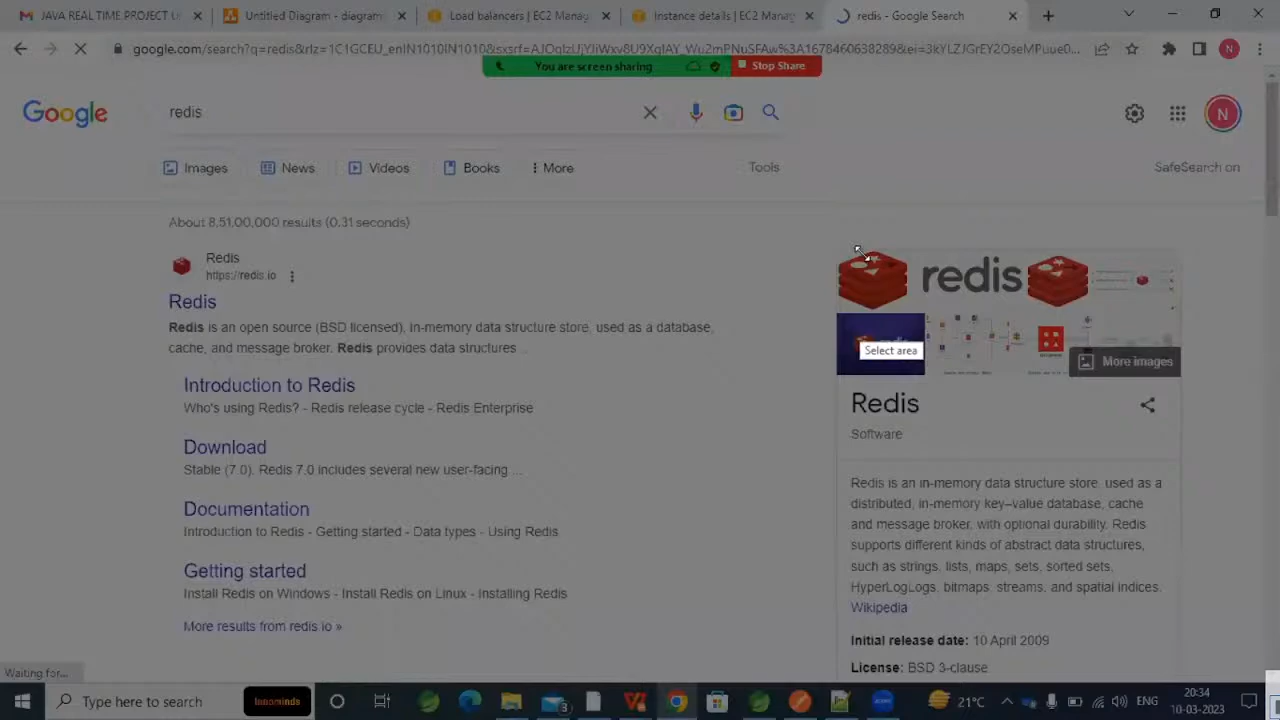 JAVA REAL TIME PROJECT U
Untitled Diagram - diagram
Load balancers | EC2 Manag
Instance details | EC2 Manag
redis - Google Search
You are screen sharing
Stop Share
Google
redis
N
Images
News
Videos
Books
More
Tools
SafeSearch on
About 8,51,00,000 results (0.31 seconds)
Redis
https://redis.io
Redis
Redis is an open source (BSD licensed), in-memory data structure store, used as a database,
cache, and message broker. Redis provides data structures ...
Introduction to Redis
Who's using Redis? - Redis release cycle - Redis Enterprise
Download
Stable (7.0). Redis 7.0 includes several new user-facing ...
Documentation
Introduction to Redis - Getting started - Data types - Using Redis
Getting started
Install Redis on Windows - Install Redis on Linux - Installing Redis
More results from redis.io »
redis
Select area
More images
Redis
Software
Redis is an in-memory data structure store, used as a
distributed, in-memory key–value database, cache
and message broker, with optional durability. Redis
supports different kinds of abstract data structures,
such as strings, lists, maps, sets, sorted sets,
HyperLogLogs, bitmaps, streams, and spatial indices.
Wikipedia
Initial release date: 10 April 2009
License: BSD 3-clause
Waiting for...
Type here to search
21°C
ENG
20:34
10-03-2023